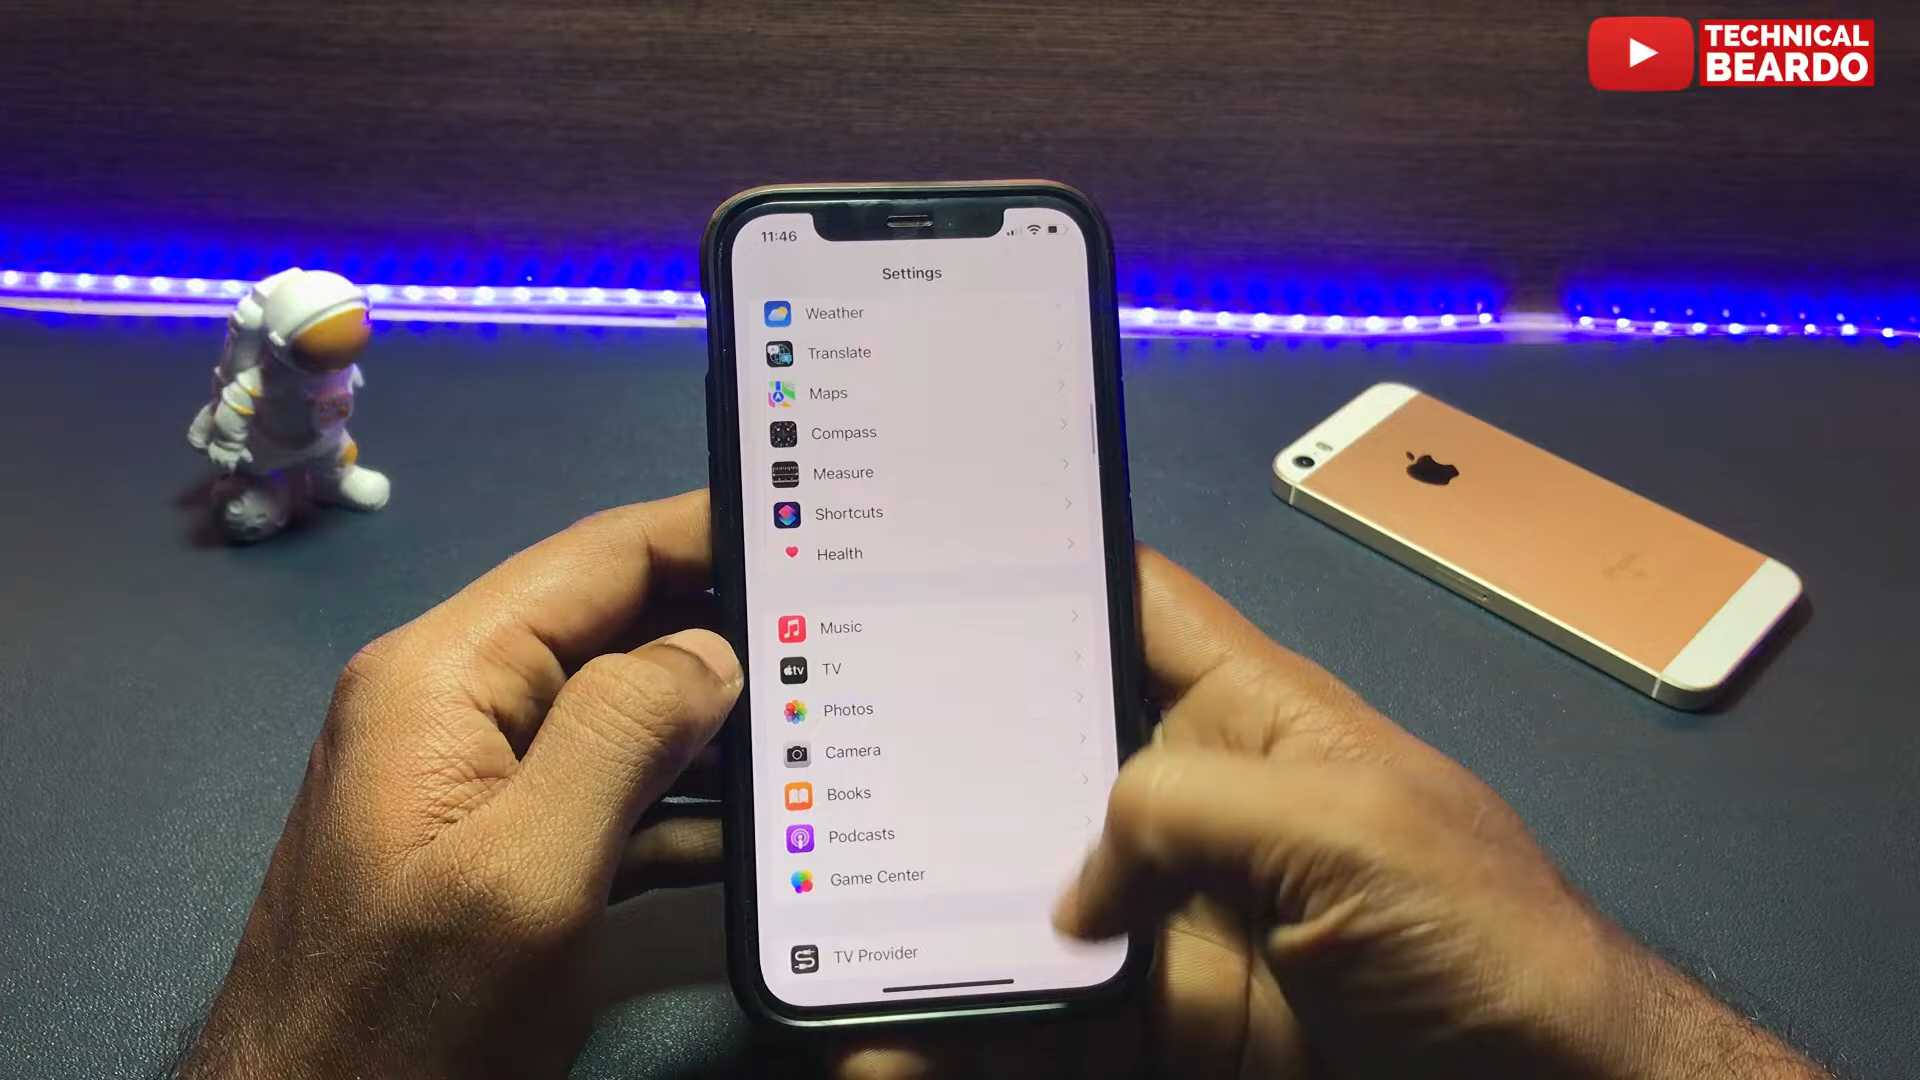 TECHNICAL
BEARDO
11:46
Settings
Weather
Translate
Maps
Compass
Measure
Shortcuts
Health
Music
tv
TV
Photos
Camera
Books
Podcasts
Game Center
TV Provider